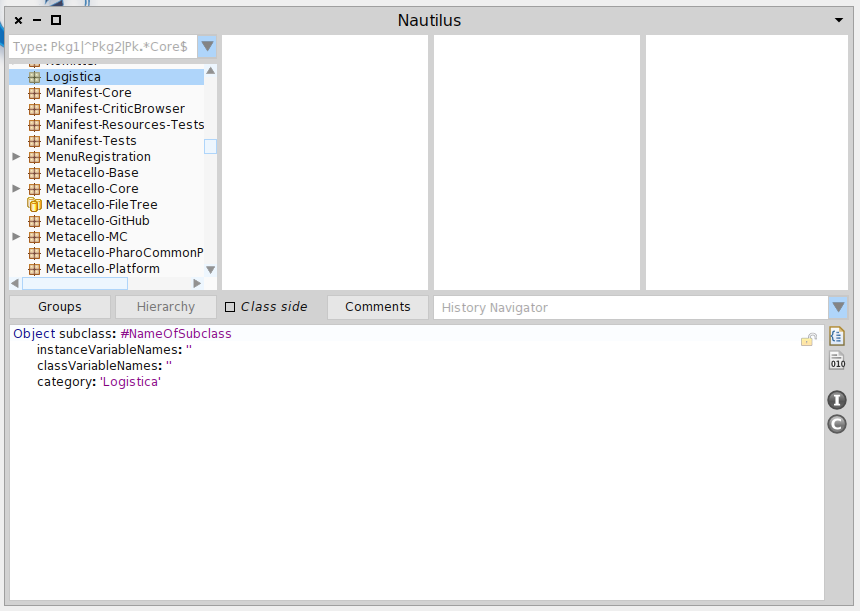 Nautilus
Type: Pkg1|^Pkg2|Pk.*Core$
Logistica
Manifest-Core
Manifest-CriticBrowser
Manifest-Resources-Tests
Manifest-Tests
MenuRegistration
Metacello-Base
Metacello-Core
Metacello-FileTree
Metacello-GitHub
Metacello-MC
Metacello-PharoCommonP
Metacello-Platform
Groups
Hierarchy
Class side
Comments
History Navigator
Object subclass: #NameOfSubclass
instanceVariableNames: ''
classVariableNames: ''
category: 'Logistica'
010
I
C